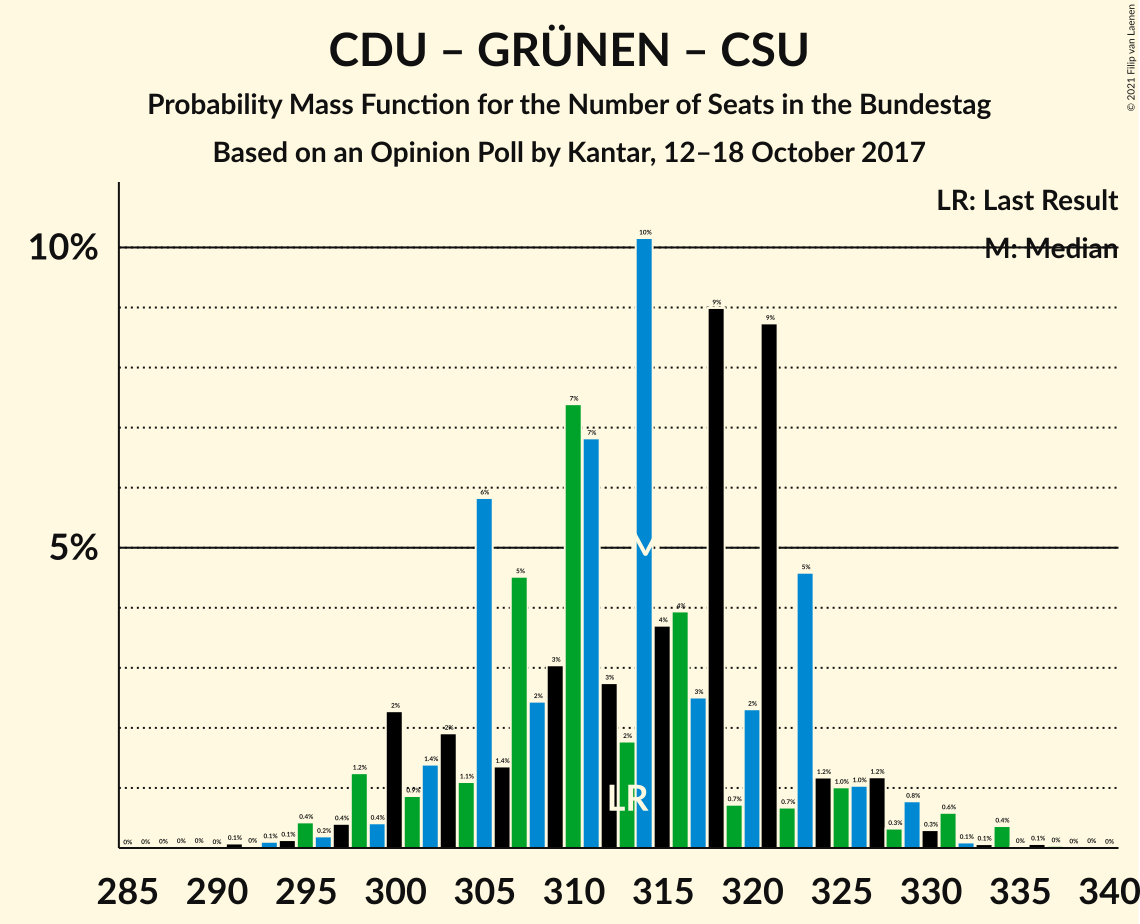 CDU – GRÜNEN – CSU
Probability Mass Function for the Number of Seats in the Bundestag
Based on an Opinion Poll by Kantar, 12–18 October 2017
© 2021 Filip van Laenen
LR: Last Result
M: Median
10%
5%
0% 0% 0% 0% 0% 0% 0.1% 0% 0.1% 0.1% 0.4% 0.2% 0.4% 1.2% 0.4% 2% 0.9% 1.4% 2% 1.1% 6% 1.4% 5% 2% 3% 7% 7% 3% 2% 10% 4% 4% 3% 9% 0.7% 2% 9% 0.7% 5% 1.2% 1.0% 1.0% 1.2% 0.3% 0.8% 0.3% 0.6% 0.1% 0.1% 0.4% 0% 0.1% 0% 0% 0% 0%
M
LR
285 290 295 300 305 310 315 320 325 330 335 340